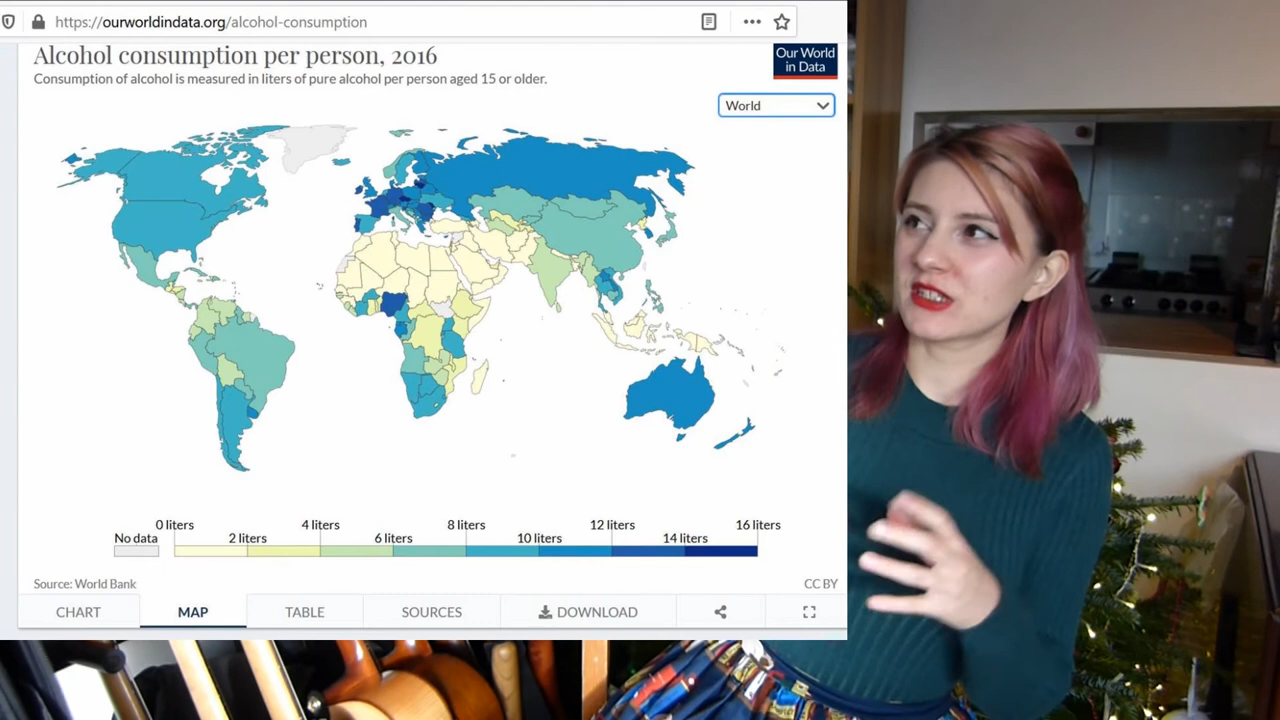 https://ourworldindata.org/alcohol-consumption
Alcohol consumption per person, 2016
Consumption of alcohol is measured in liters of pure alcohol per person aged 15 or older.
Our World
in Data
World
No data
0 liters
2 liters
4 liters
6 liters
8 liters
10 liters
12 liters
14 liters
16 liters
Source: World Bank
CC BY
CHART
MAP
TABLE
SOURCES
DOWNLOAD